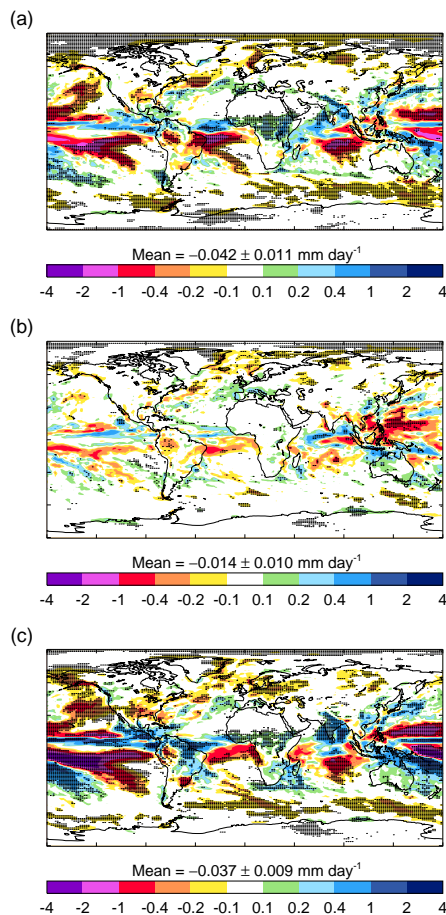 (a)
Mean = −0.042 ± 0.011 mm day⁻¹
-4 -2 -1 -0.4 -0.2 -0.1 0.1 0.2 0.4 1 2 4
(b)
Mean = −0.014 ± 0.010 mm day⁻¹
-4 -2 -1 -0.4 -0.2 -0.1 0.1 0.2 0.4 1 2 4
(c)
Mean = −0.037 ± 0.009 mm day⁻¹
-4 -2 -1 -0.4 -0.2 -0.1 0.1 0.2 0.4 1 2 4